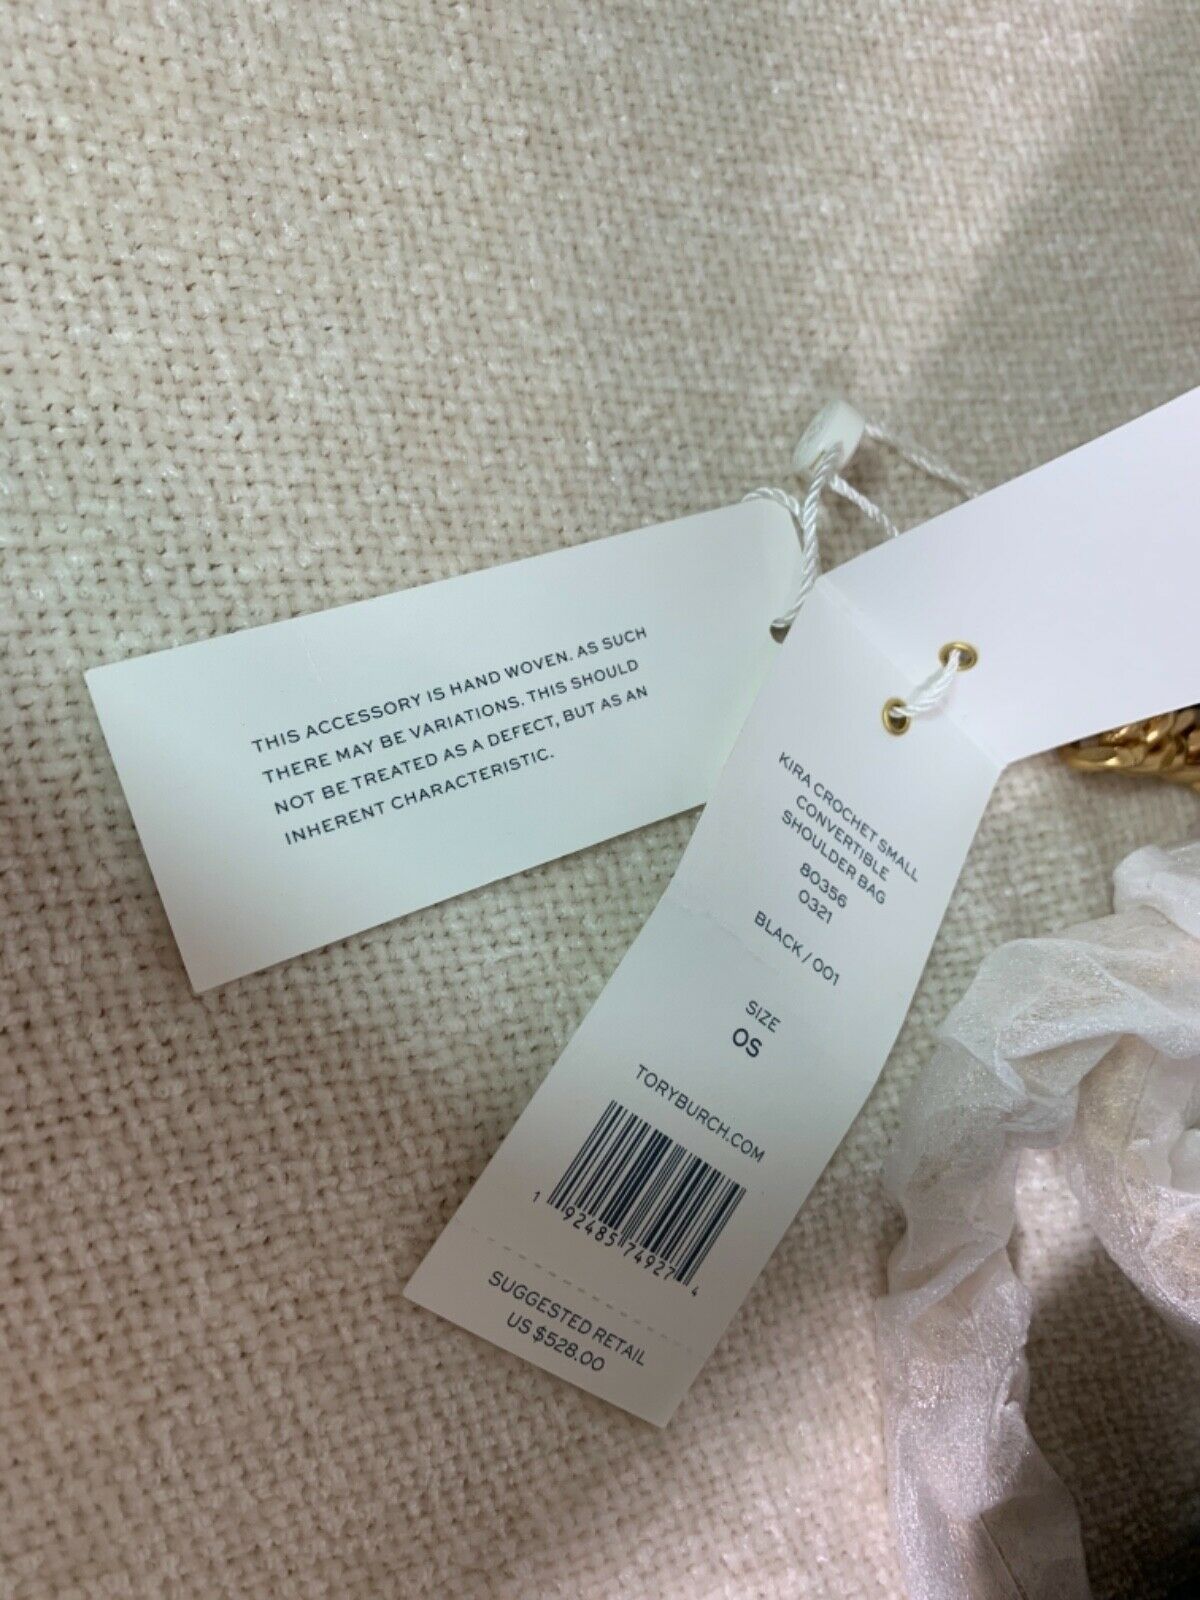 THIS ACCESSORY IS HAND WOVEN. AS SUCH
THERE MAY BE VARIATIONS. THIS SHOULD
NOT BE TREATED AS A DEFECT, BUT AS AN
INHERENT CHARACTERISTIC.
KIRA CROCHET SMALL
CONVERTIBLE
SHOULDER BAG
80356
0321
BLACK / 001
SIZE
OS
TORYBURCH.COM
1 92485 74927 4
SUGGESTED RETAIL
US $528.00